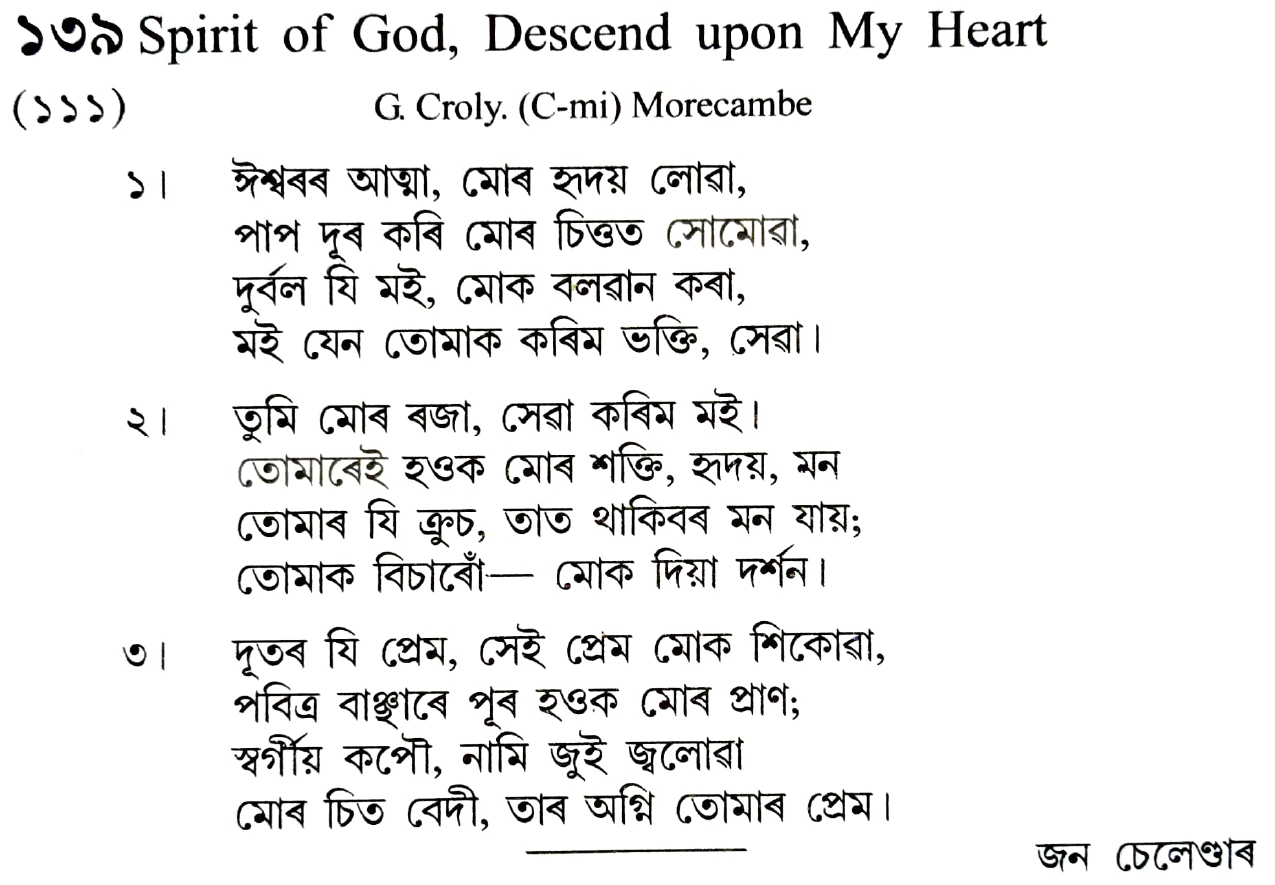 ১৩৯ Spirit of God, Descend upon My Heart
(১১১) G. Croly. (C-mi) Morecambe
১। ঈশ্বৰৰ আত্মা, মোৰ হৃদয় লোৱা,
পাপ দূৰ কৰি মোৰ চিত্তত সোমোৱা,
দুৰ্বল যি মই, মোক বলৱান কৰা,
মই যেন তোমাক কৰিম ভক্তি, সেৱা।
২। তুমি মোৰ ৰজা, সেৱা কৰিম মই।
তোমাৰেই হওক মোৰ শক্তি, হৃদয়, মন
তোমাৰ যি ক্ৰুচ, তাত থাকিবৰ মন যায়;
তোমাক বিচাৰোঁ— মোক দিয়া দৰ্শন।
৩। দূতৰ যি প্ৰেম, সেই প্ৰেম মোক শিকোৱা,
পবিত্ৰ বাঞ্ছাৰে পূৰ হওক মোৰ প্ৰাণ;
স্বৰ্গীয় কপৌ, নামি জুই জ্বলোৱা
মোৰ চিত বেদী, তাৰ অগ্নি তোমাৰ প্ৰেম।
জন চেলেণ্ডাৰ